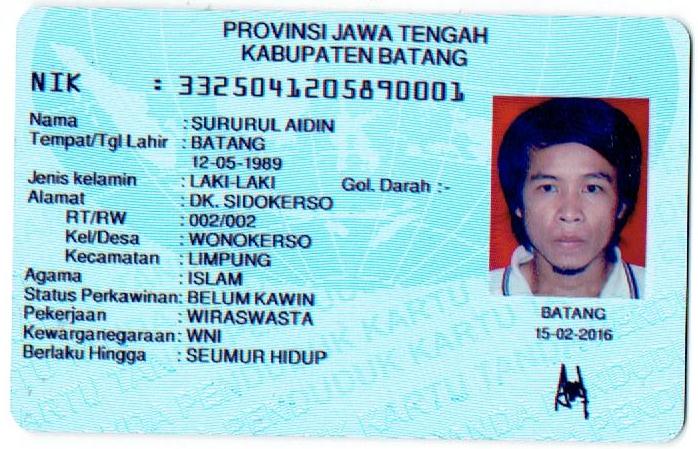 PROVINSI JAWA TENGAH
KABUPATEN BATANG
NIK : 3325041205890001
Nama : SURURUL AIDIN
Tempat/Tgl Lahir : BATANG
12-05-1989
Jenis kelamin : LAKI-LAKI Gol. Darah :-
Alamat : DK. SIDOKERSO
RT/RW : 002/002
Kel/Desa : WONOKERSO
Kecamatan : LIMPUNG
Agama : ISLAM
Status Perkawinan: BELUM KAWIN
Pekerjaan : WIRASWASTA
Kewarganegaraan: WNI
Berlaku Hingga : SEUMUR HIDUP
BATANG
15-02-2016